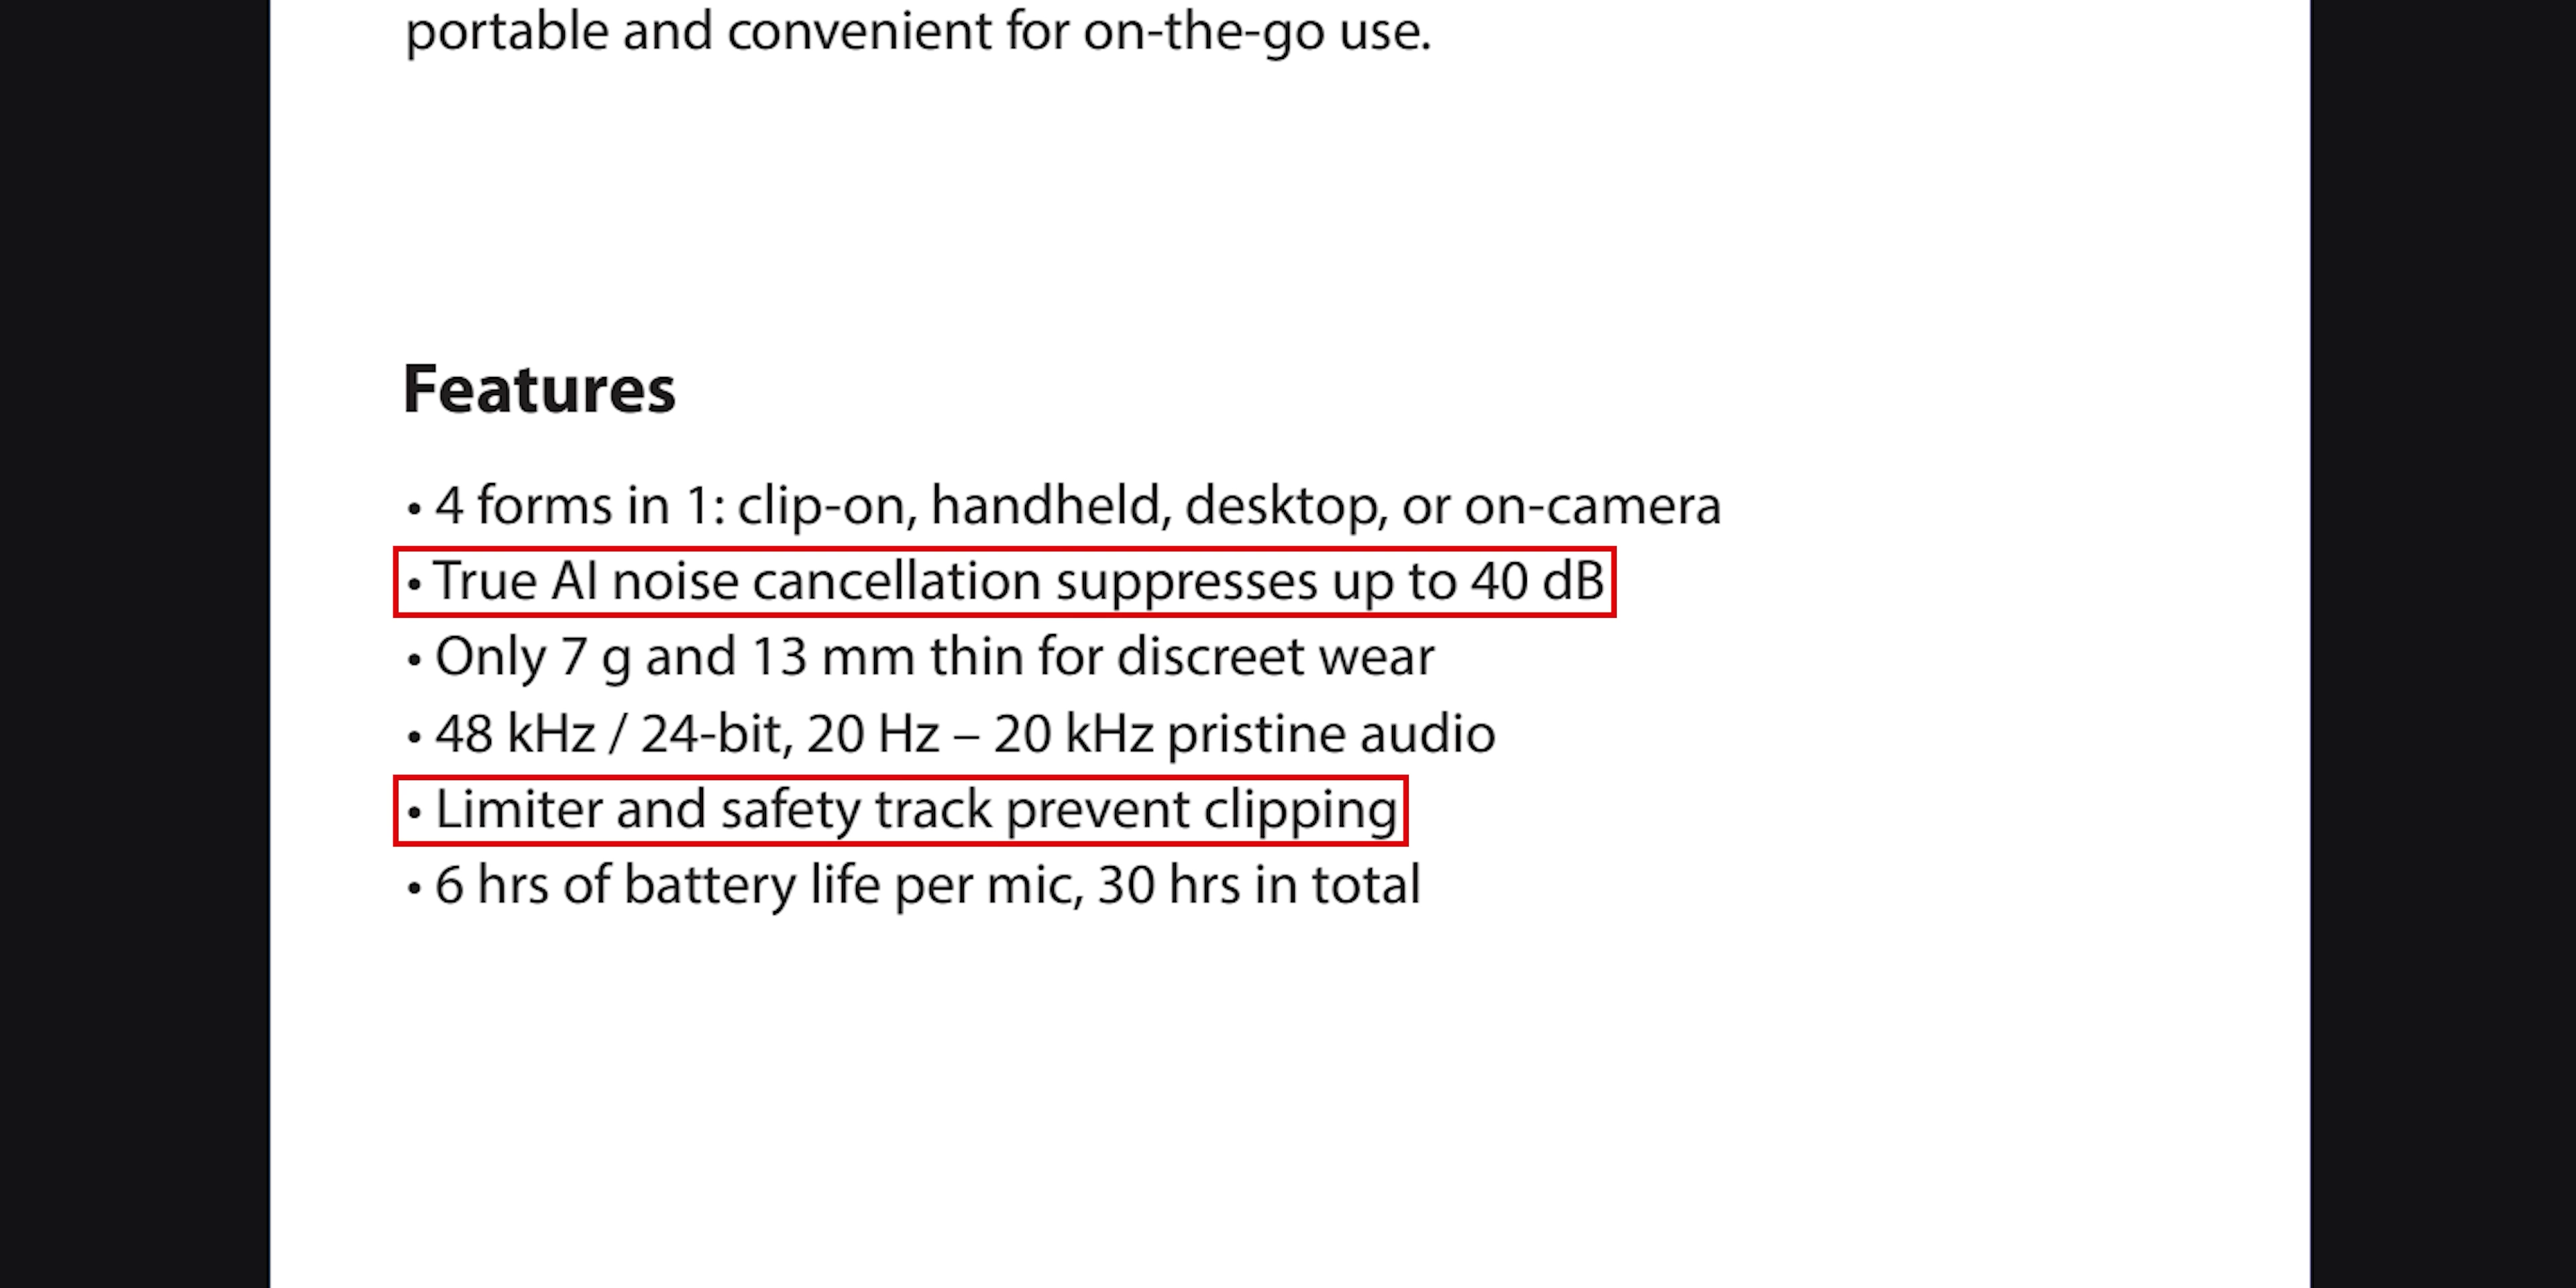 portable and convenient for on-the-go use.
Features
• 4 forms in 1: clip-on, handheld, desktop, or on-camera
• True AI noise cancellation suppresses up to 40 dB
• Only 7 g and 13 mm thin for discreet wear
• 48 kHz / 24-bit, 20 Hz – 20 kHz pristine audio
• Limiter and safety track prevent clipping
• 6 hrs of battery life per mic, 30 hrs in total